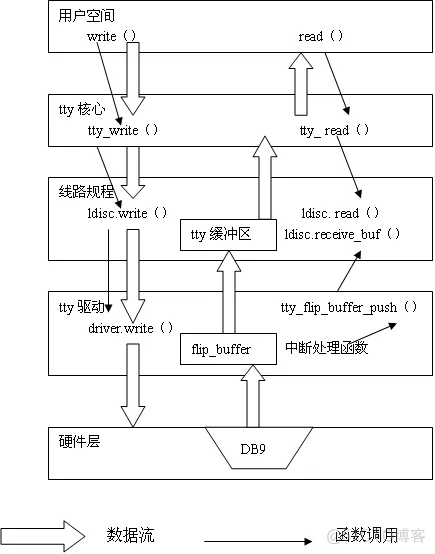 用户空间
write（） read（）
tty 核心
tty_write（） tty_ read（）
线路规程
ldisc.write（） ldisc. read（）
tty 缓冲区 ldisc.receive_buf（）
tty 驱动 tty_flip_buffer_push（）
driver.write（）
flip_buffer 中断处理函数
硬件层
DB9
数据流 函数调用